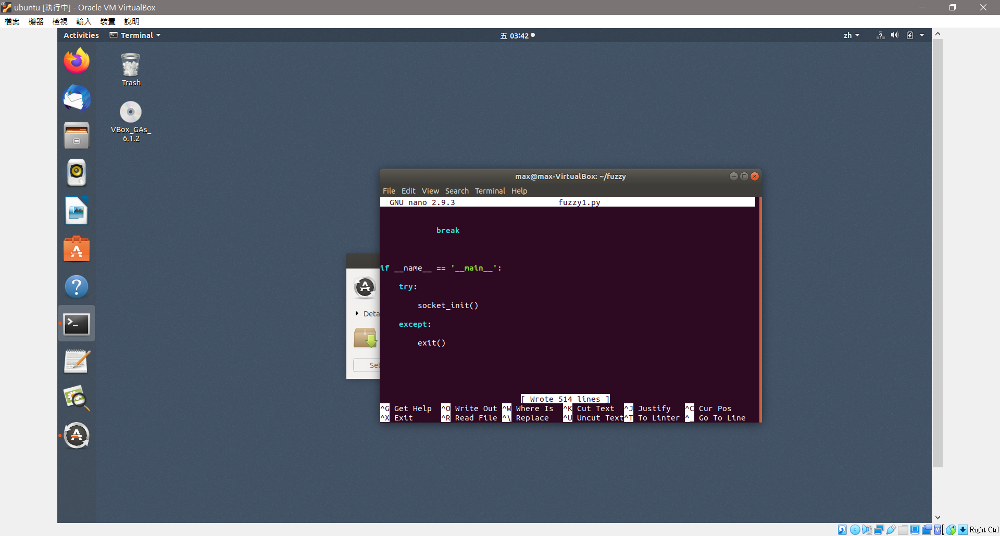 ubuntu [執行中] - Oracle VM VirtualBox
檔案 機器 檢視 輸入 裝置 說明
Activities Terminal 五 03:42 zh
Trash
VBox_GAs_
6.1.2
max@max-VirtualBox: ~/fuzzy
File Edit View Search Terminal Help
GNU nano 2.9.3 fuzzy1.py
break
if __name__ == '__main__':
try:
socket_init()
except:
exit()
[ Wrote 514 lines ]
^G Get Help ^O Write Out ^W Where Is ^K Cut Text ^J Justify ^C Cur Pos
^X Exit ^R Read File ^\ Replace ^U Uncut Text ^T To Linter ^_ Go To Line
Deta
Set
Right Ctrl